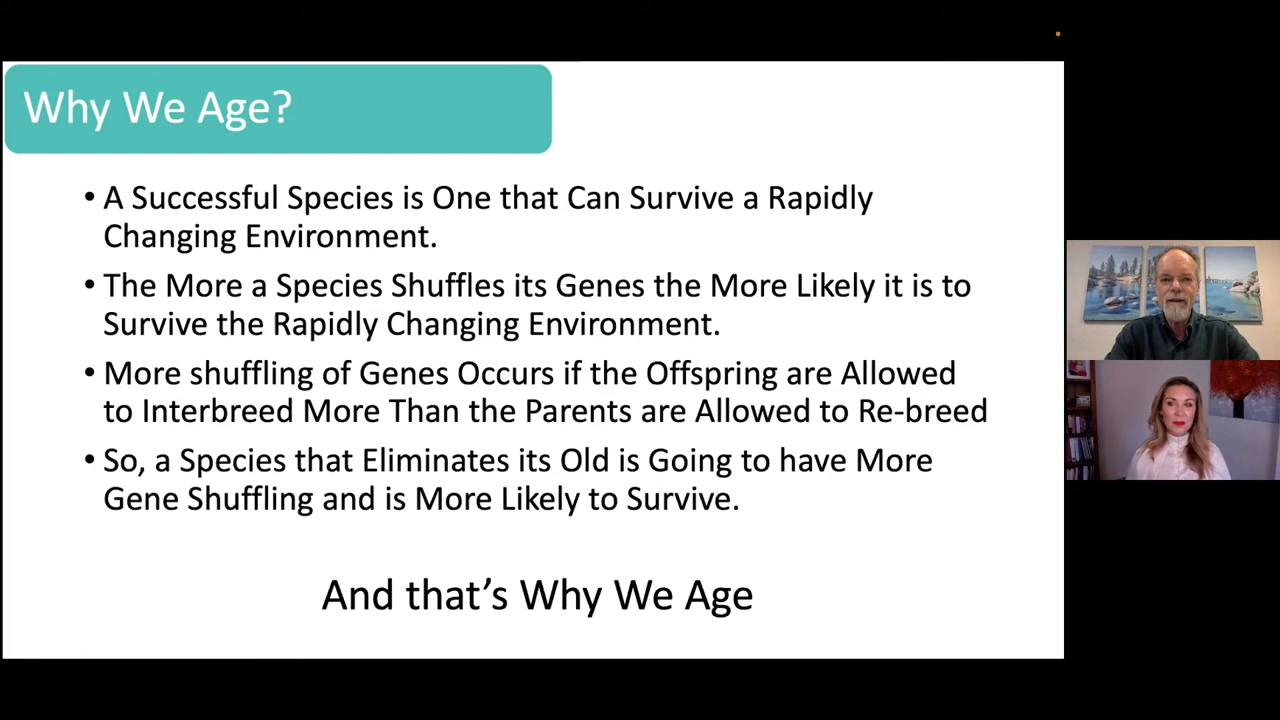 Why We Age?
• A Successful Species is One that Can Survive a Rapidly
Changing Environment.
• The More a Species Shuffles its Genes the More Likely it is to
Survive the Rapidly Changing Environment.
• More shuffling of Genes Occurs if the Offspring are Allowed
to Interbreed More Than the Parents are Allowed to Re-breed
• So, a Species that Eliminates its Old is Going to have More
Gene Shuffling and is More Likely to Survive.
And that’s Why We Age